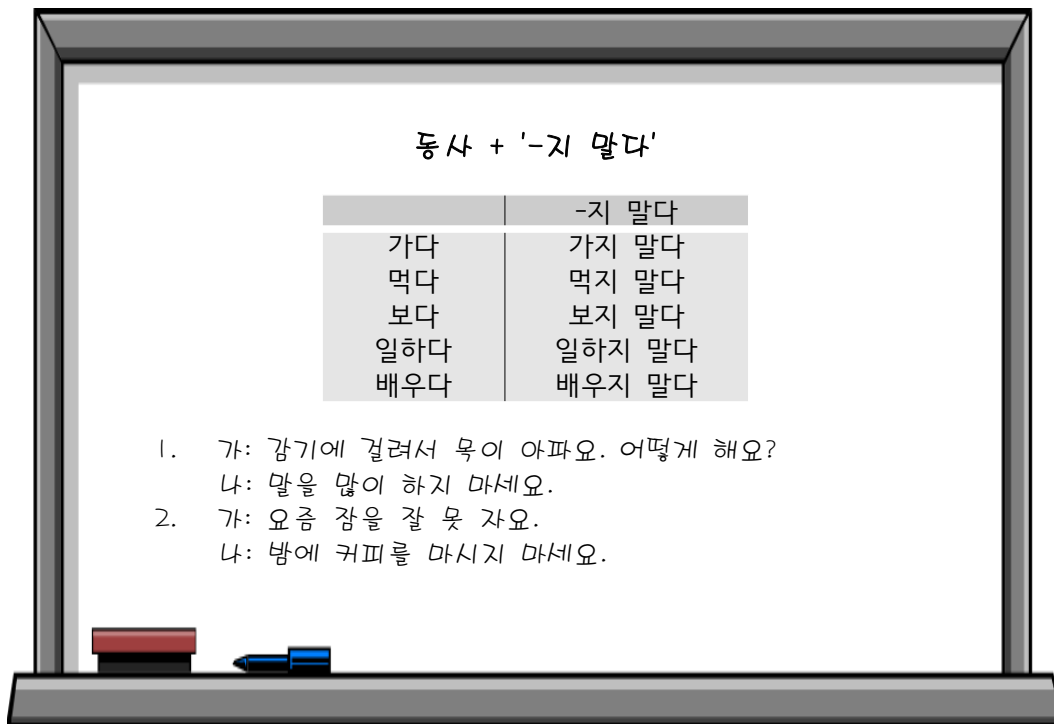 동사 + '-지 말다'
-지 말다
가다 가지 말다
먹다 먹지 말다
보다 보지 말다
일하다 일하지 말다
배우다 배우지 말다
1. 가: 감기에 걸려서 목이 아파요. 어떻게 해요?
나: 말을 많이 하지 마세요.
2. 가: 요즘 잠을 잘 못 자요.
나: 밤에 커피를 마시지 마세요.